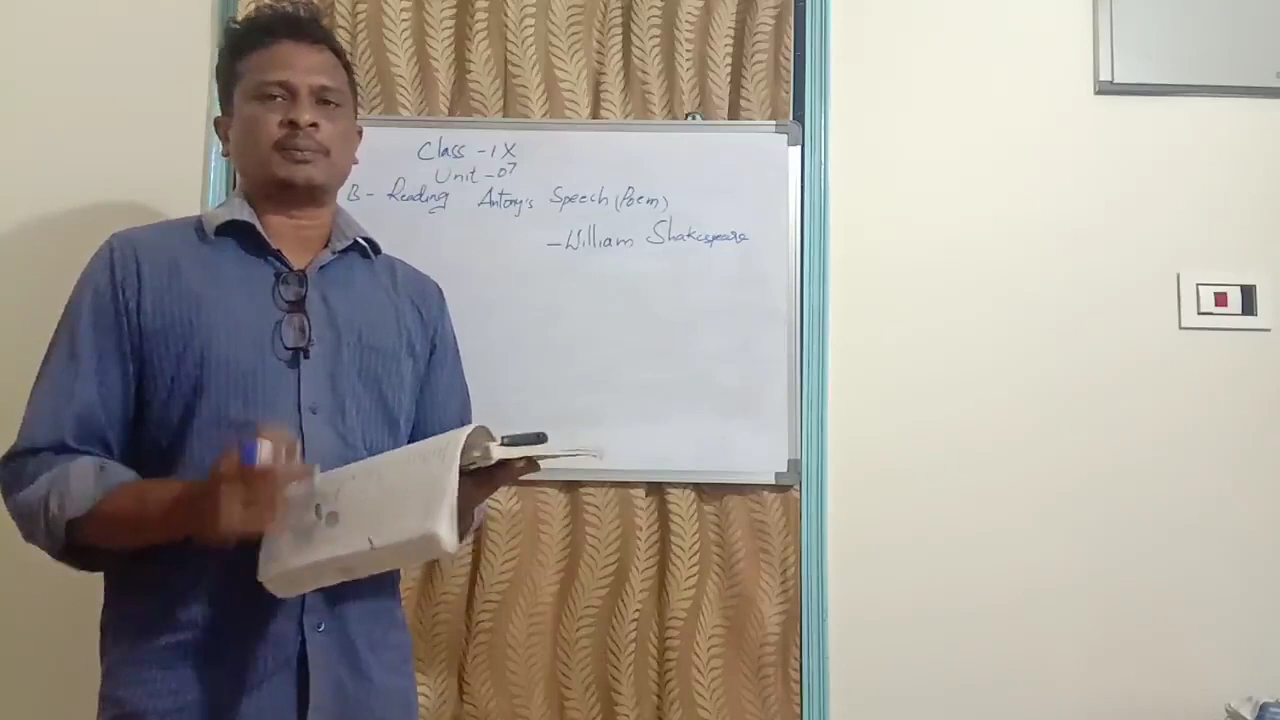 Class - IX
Unit - 07
B - Reading Antony's Speech (Poem)
- William Shakespeare